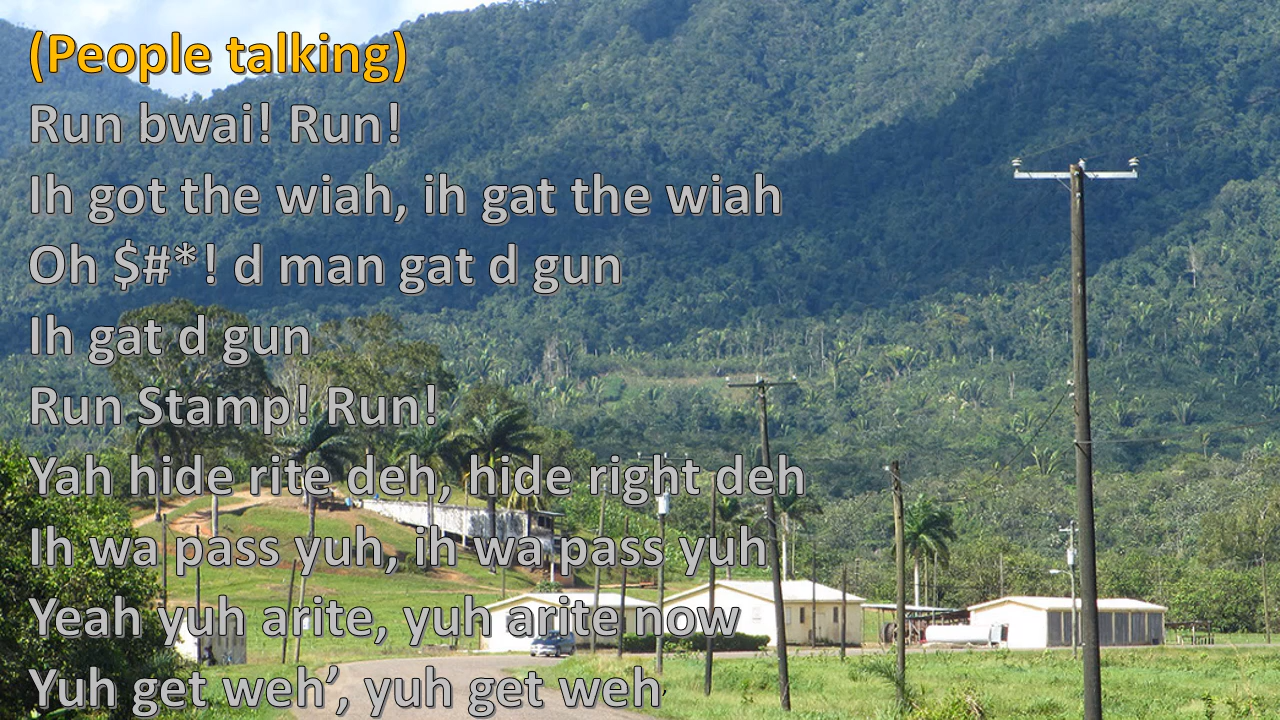 (People talking)
Run bwai! Run!
Ih got the wiah, ih gat the wiah
Oh $#*! d man gat d gun
Ih gat d gun
Run Stamp! Run!
Yah hide rite deh, hide right deh
Ih wa pass yuh, ih wa pass yuh
Yeah yuh arite, yuh arite now
Yuh get weh’, yuh get weh